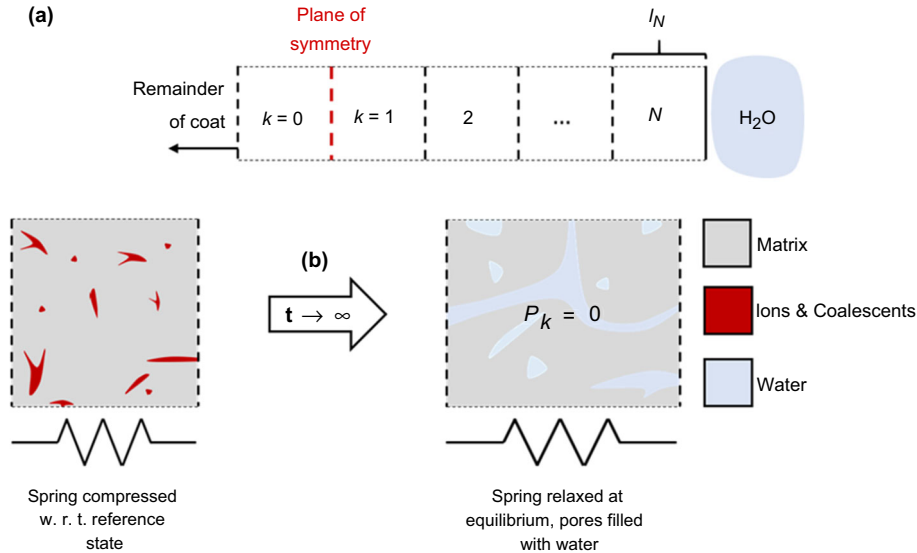 (a)
Plane of
symmetry
l_N
Remainder
of coat
k = 0
k = 1
2
...
N
H₂O
(b)
t → ∞
P_k = 0
Matrix
Ions & Coalescents
Water
Spring compressed
w. r. t. reference
state
Spring relaxed at
equilibrium, pores filled
with water